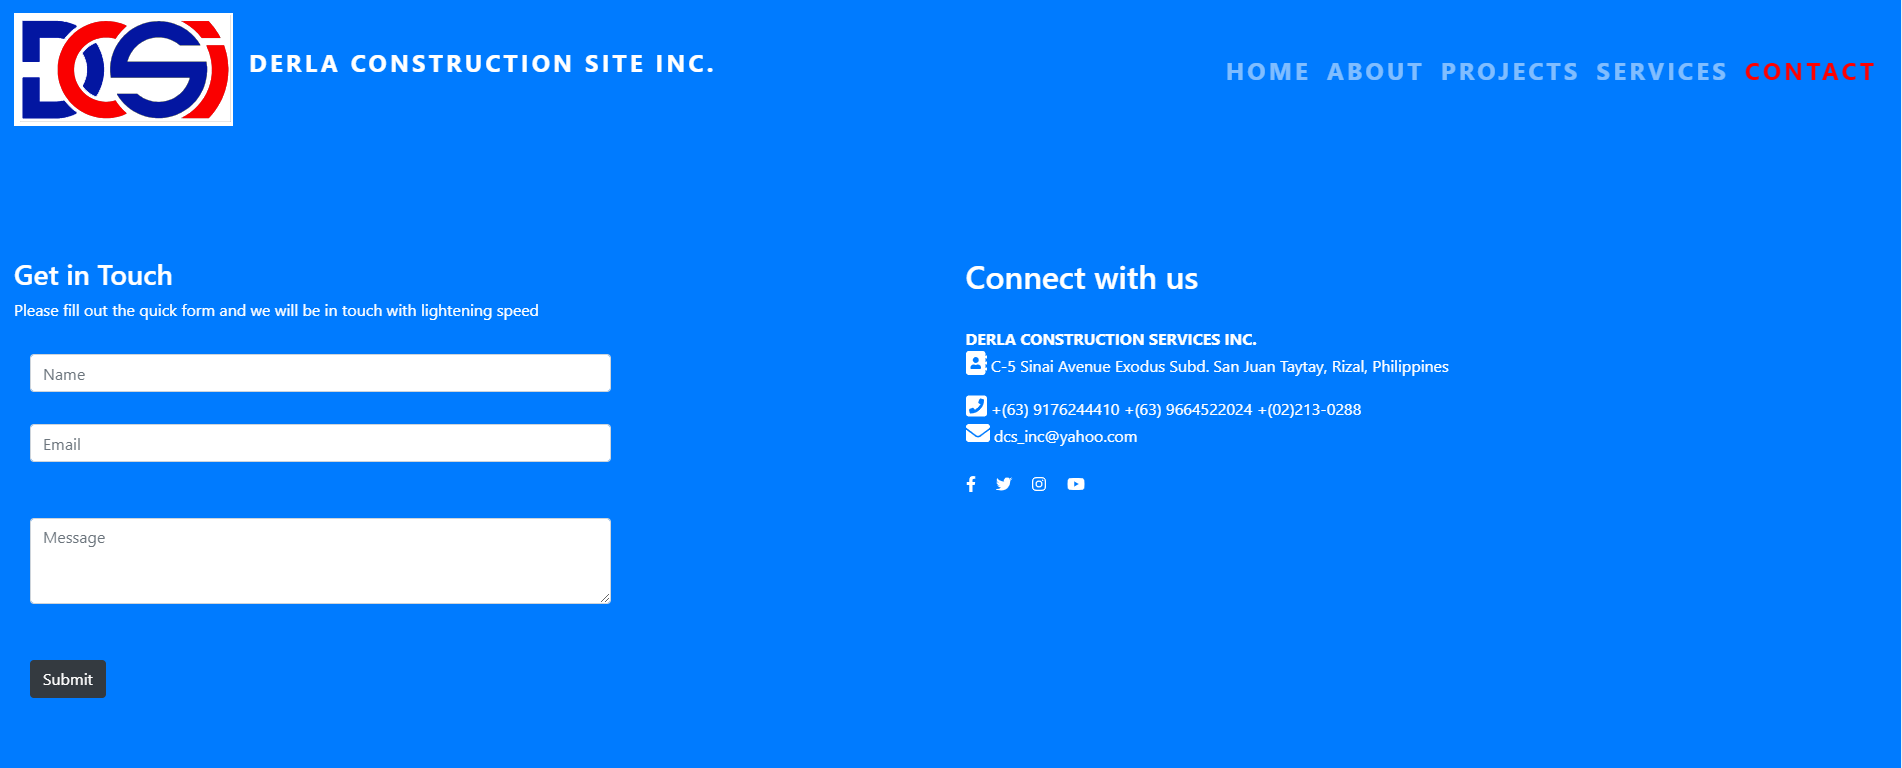 DCSi
DERLA CONSTRUCTION SITE INC.
HOME ABOUT PROJECTS SERVICES CONTACT
Get in Touch
Please fill out the quick form and we will be in touch with lightening speed
Name
Email
Message
Submit
Connect with us
DERLA CONSTRUCTION SERVICES INC.
C-5 Sinai Avenue Exodus Subd. San Juan Taytay, Rizal, Philippines
+(63) 9176244410 +(63) 9664522024 +(02)213-0288
dcs_inc@yahoo.com